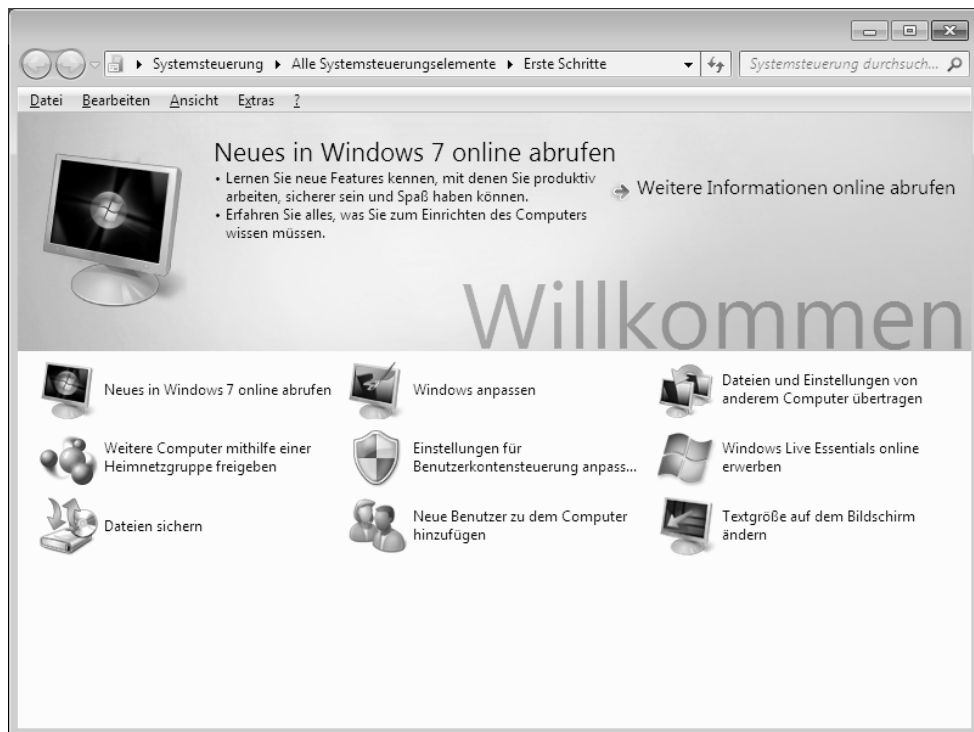 Systemsteuerung Alle Systemsteuerungselemente Erste Schritte
Systemsteuerung durchsuch...
Datei Bearbeiten Ansicht Extras ?
Neues in Windows 7 online abrufen
• Lernen Sie neue Features kennen, mit denen Sie produktiv
arbeiten, sicherer sein und Spaß haben können.
• Erfahren Sie alles, was Sie zum Einrichten des Computers
wissen müssen.
Weitere Informationen online abrufen
Willkommen
Neues in Windows 7 online abrufen
Windows anpassen
Dateien und Einstellungen von
anderem Computer übertragen
Weitere Computer mithilfe einer
Heimnetzgruppe freigeben
Einstellungen für
Benutzerkontensteuerung anpass...
Windows Live Essentials online
erwerben
Dateien sichern
Neue Benutzer zu dem Computer
hinzufügen
Textgröße auf dem Bildschirm
ändern